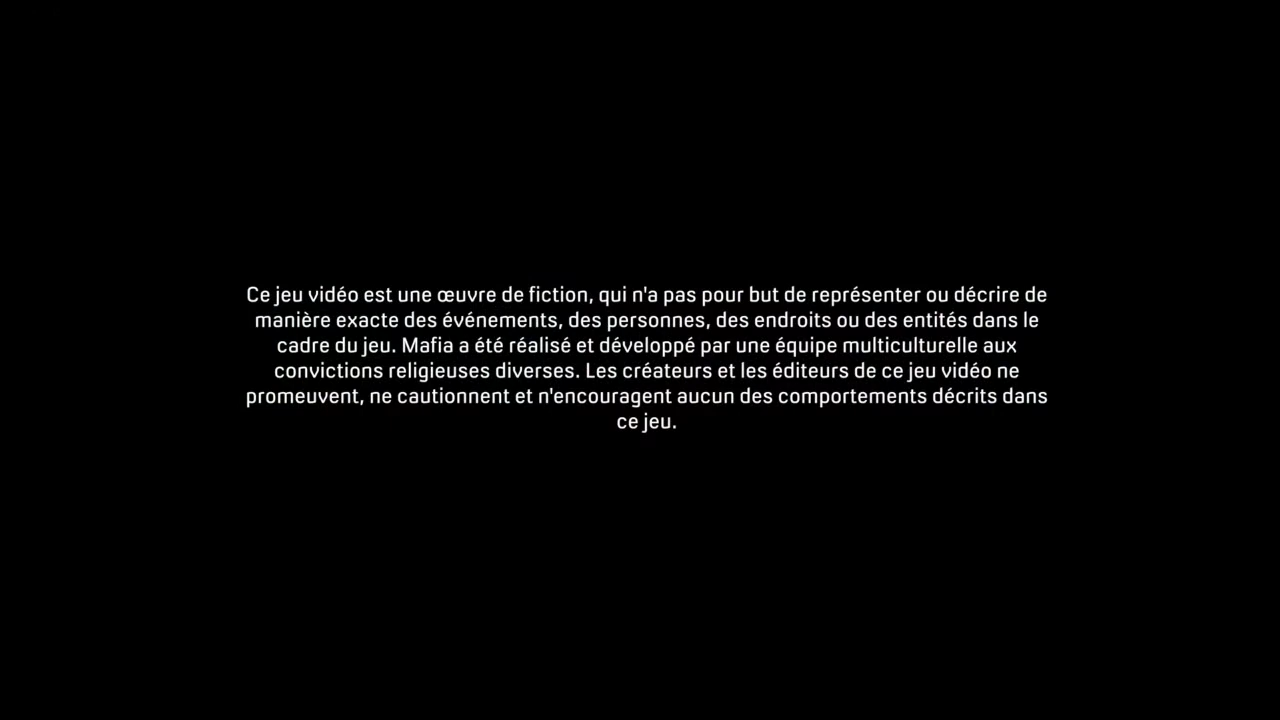 Ce jeu vidéo est une œuvre de fiction, qui n'a pas pour but de représenter ou décrire de
manière exacte des événements, des personnes, des endroits ou des entités dans le
cadre du jeu. Mafia a été réalisé et développé par une équipe multiculturelle aux
convictions religieuses diverses. Les créateurs et les éditeurs de ce jeu vidéo ne
promeuvent, ne cautionnent et n'encouragent aucun des comportements décrits dans
ce jeu.